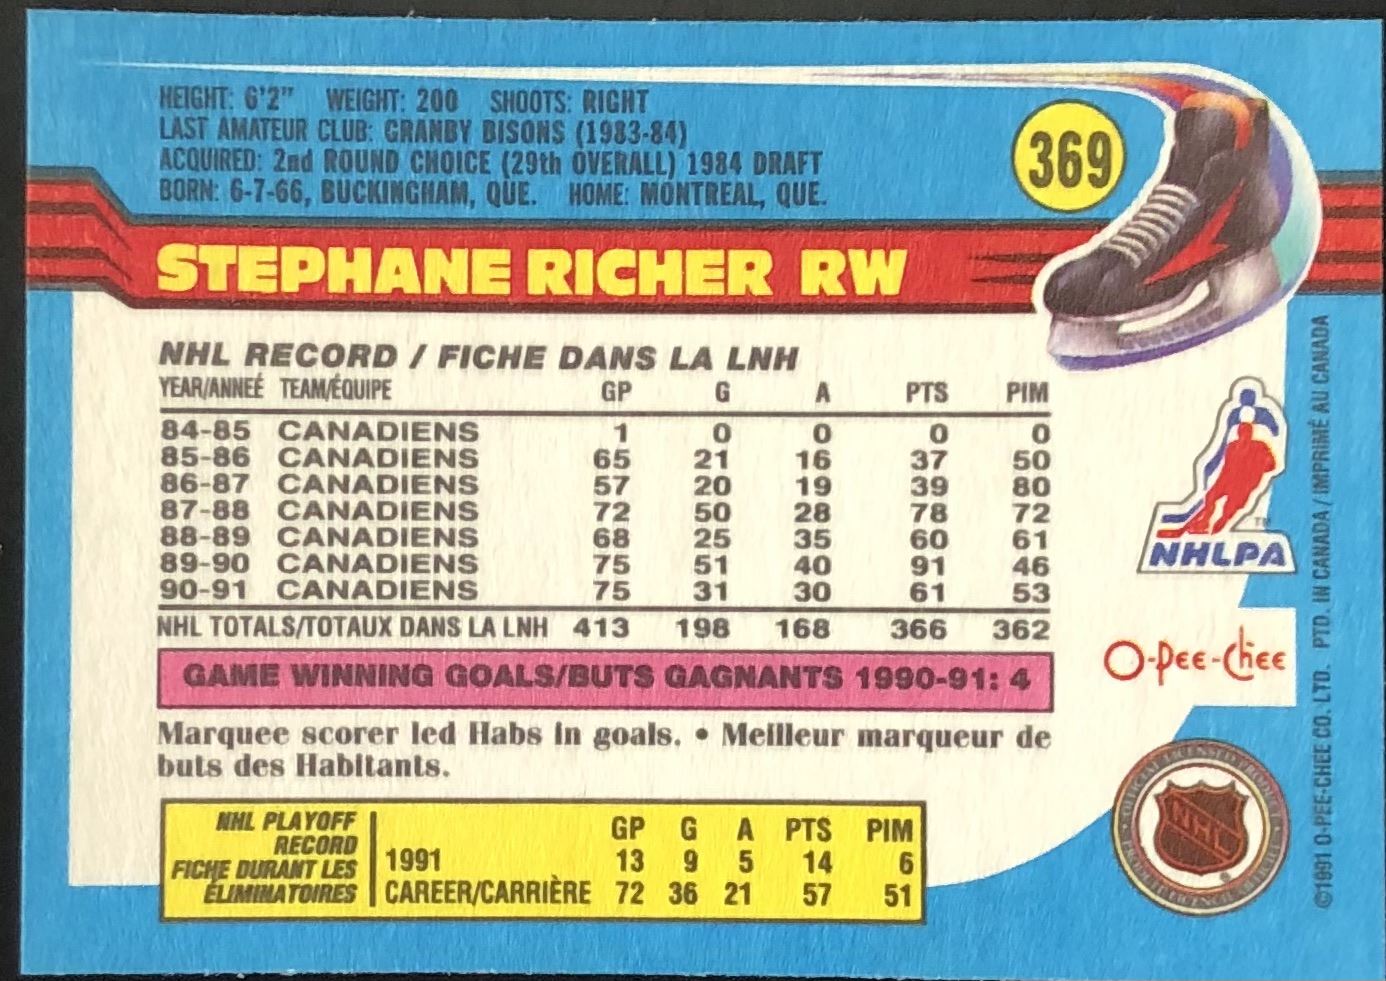 HEIGHT: 6'2" WEIGHT: 200 SHOOTS: RIGHT
LAST AMATEUR CLUB: GRANBY BISONS (1983-84)
ACQUIRED: 2nd ROUND CHOICE (29th OVERALL) 1984 DRAFT
BORN: 6-7-66, BUCKINGHAM, QUE. HOME: MONTREAL, QUE.
369
STEPHANE RICHER RW
NHL RECORD / FICHE DANS LA LNH
YEAR/ANNEÉ TEAM/ÉQUIPE GP G A PTS PIM
84-85 CANADIENS 1 0 0 0 0
85-86 CANADIENS 65 21 16 37 50
86-87 CANADIENS 57 20 19 39 80
87-88 CANADIENS 72 50 28 78 72
88-89 CANADIENS 68 25 35 60 61
89-90 CANADIENS 75 51 40 91 46
90-91 CANADIENS 75 31 30 61 53
NHL TOTALS/TOTAUX DANS LA LNH 413 198 168 366 362
GAME WINNING GOALS/BUTS GAGNANTS 1990-91: 4
Marquee scorer led Habs in goals. • Meilleur marqueur de
buts des Habitants.
NHL PLAYOFF
RECORD
FICHE DURANT LES
ÉLIMINATOIRES
GP G A PTS PIM
1991 13 9 5 14 6
CAREER/CARRIÈRE 72 36 21 57 51
TM
NHLPA
O-Pee-Chee
NHL
©1991 O-PEE-CHEE CO. LTD. PTD. IN CANADA / IMPRIMÉ AU CANADA